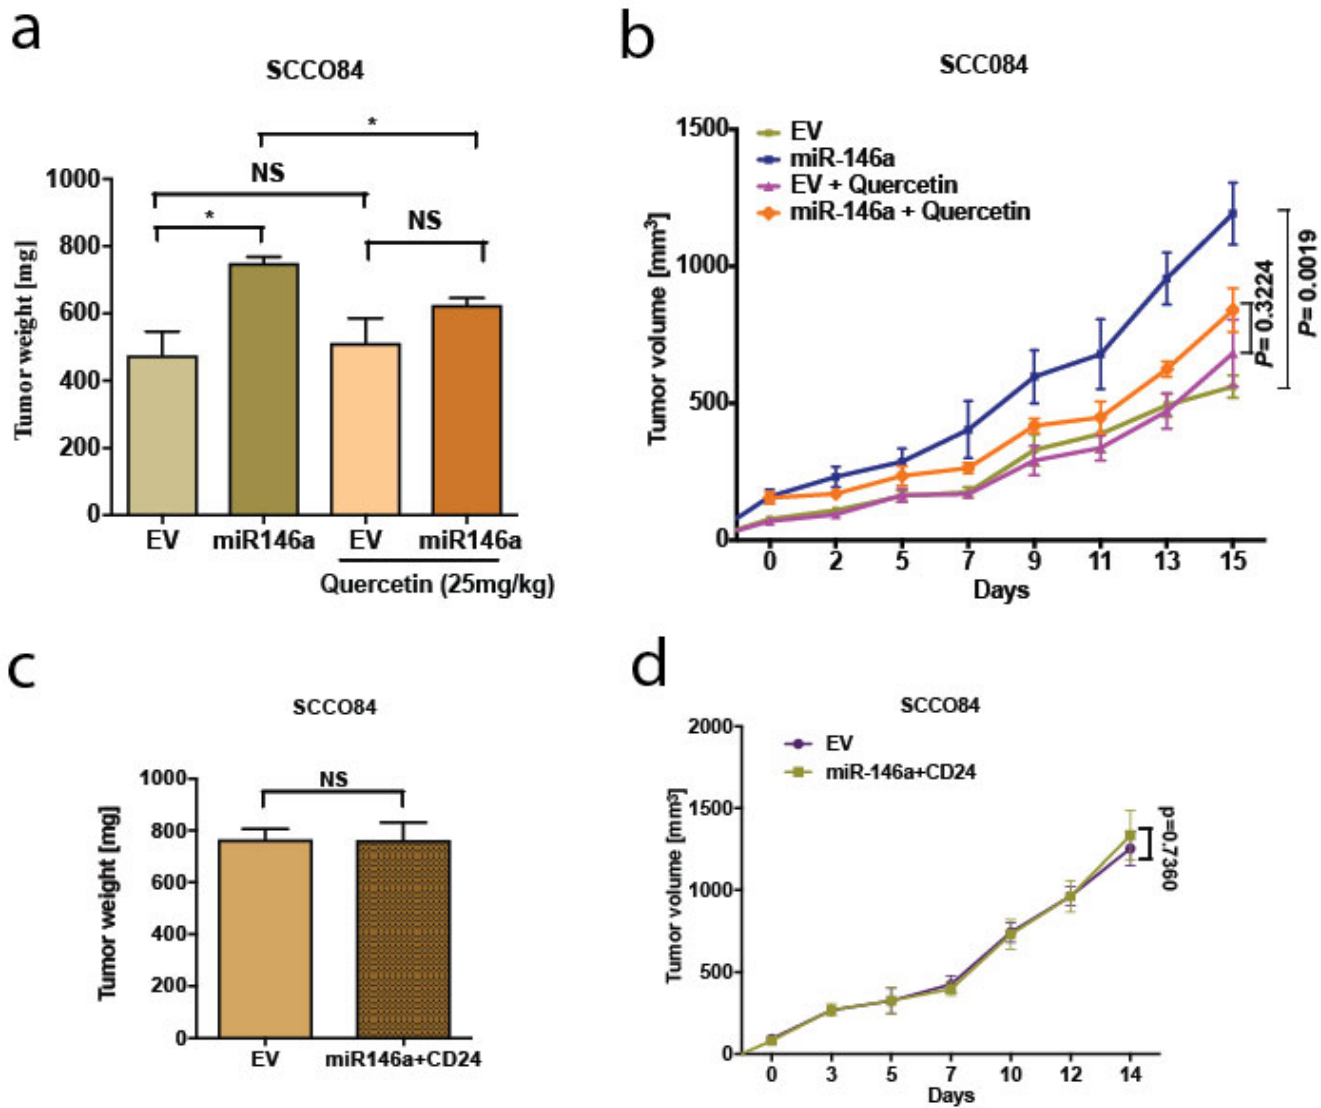 a
SCCO84
*
*
NS
NS
Tumor weight [mg]
1000
800
600
400
200
0
EV
miR146a
EV
miR146a
Quercetin (25mg/kg)
b
SCC084
EV
miR-146a
EV + Quercetin
miR-146a + Quercetin
Tumor volume [mm³]
1500
1000
500
0
0 2 5 7 9 11 13 15
Days
P= 0.3224
P= 0.0019
c
SCCO84
NS
Tumor weight [mg]
1000
800
600
400
200
0
EV
miR146a+CD24
d
SCCO84
EV
miR-146a+CD24
Tumor volume [mm³]
2000
1500
1000
500
0
0 3 5 7 10 12 14
Days
p=0.7360